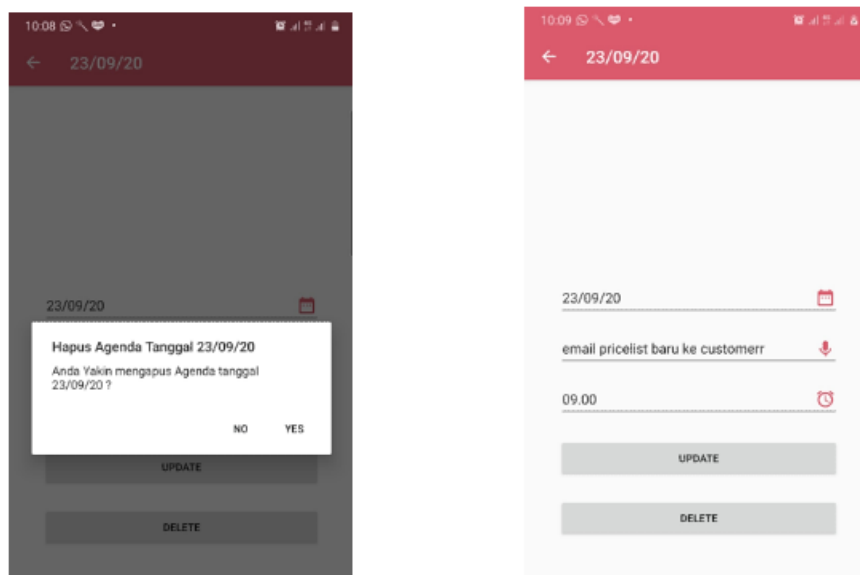 10:08
23/09/20
23/09/20
Hapus Agenda Tanggal 23/09/20
Anda Yakin mengapus Agenda tanggal
23/09/20 ?
NO YES
UPDATE
DELETE
10:09
23/09/20
23/09/20
email pricelist baru ke customerr
09.00
UPDATE
DELETE